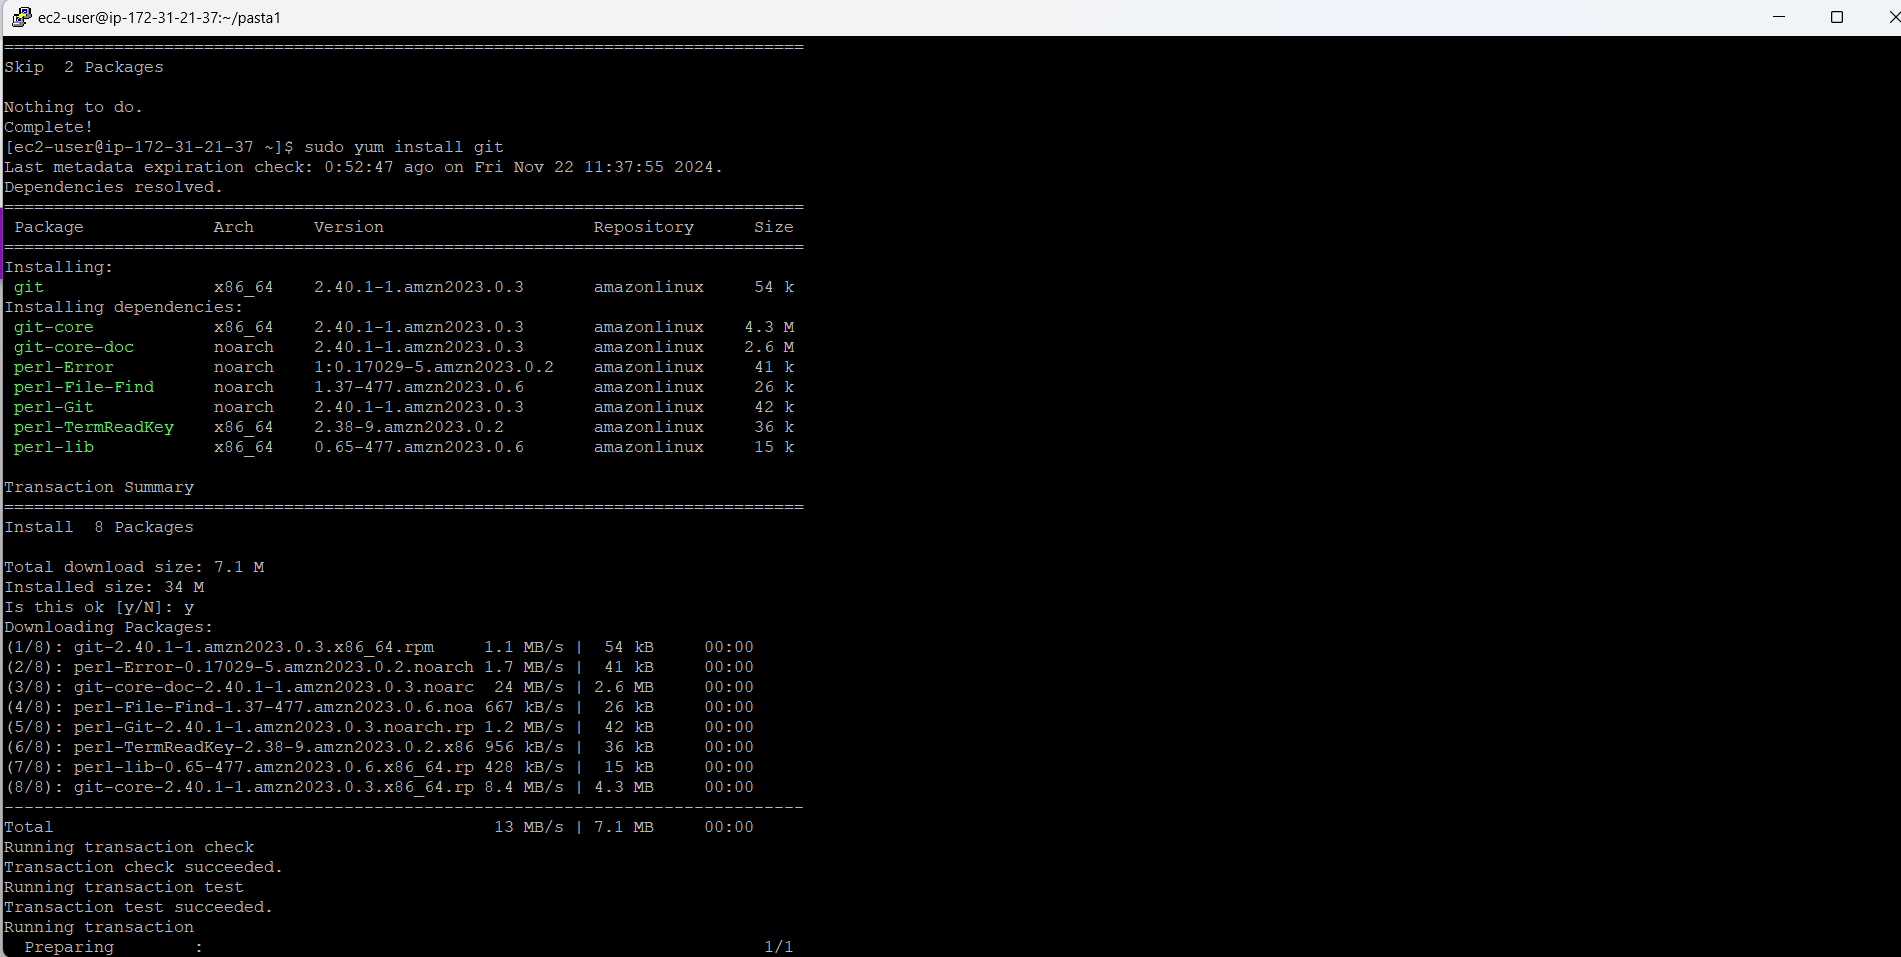 ec2-user@ip-172-31-21-37:~/pasta1
================================================================================
Skip  2 Packages
Nothing to do.
Complete!
[ec2-user@ip-172-31-21-37 ~]$ sudo yum install git
Last metadata expiration check: 0:52:47 ago on Fri Nov 22 11:37:55 2024.
Dependencies resolved.
================================================================================
 Package             Arch      Version                     Repository      Size
================================================================================
Installing:
 git                 x86_64    2.40.1-1.amzn2023.0.3       amazonlinux     54 k
Installing dependencies:
 git-core            x86_64    2.40.1-1.amzn2023.0.3       amazonlinux    4.3 M
 git-core-doc        noarch    2.40.1-1.amzn2023.0.3       amazonlinux    2.6 M
 perl-Error          noarch    1:0.17029-5.amzn2023.0.2    amazonlinux     41 k
 perl-File-Find      noarch    1.37-477.amzn2023.0.6       amazonlinux     26 k
 perl-Git            noarch    2.40.1-1.amzn2023.0.3       amazonlinux     42 k
 perl-TermReadKey    x86_64    2.38-9.amzn2023.0.2         amazonlinux     36 k
 perl-lib            x86_64    0.65-477.amzn2023.0.6       amazonlinux     15 k
Transaction Summary
================================================================================
Install  8 Packages
Total download size: 7.1 M
Installed size: 34 M
Is this ok [y/N]: y
Downloading Packages:
(1/8): git-2.40.1-1.amzn2023.0.3.x86_64.rpm     1.1 MB/s |  54 kB     00:00
(2/8): perl-Error-0.17029-5.amzn2023.0.2.noarch 1.7 MB/s |  41 kB     00:00
(3/8): git-core-doc-2.40.1-1.amzn2023.0.3.noarc  24 MB/s | 2.6 MB     00:00
(4/8): perl-File-Find-1.37-477.amzn2023.0.6.noa 667 kB/s |  26 kB     00:00
(5/8): perl-Git-2.40.1-1.amzn2023.0.3.noarch.rp 1.2 MB/s |  42 kB     00:00
(6/8): perl-TermReadKey-2.38-9.amzn2023.0.2.x86 956 kB/s |  36 kB     00:00
(7/8): perl-lib-0.65-477.amzn2023.0.6.x86_64.rp 428 kB/s |  15 kB     00:00
(8/8): git-core-2.40.1-1.amzn2023.0.3.x86_64.rp 8.4 MB/s | 4.3 MB     00:00
--------------------------------------------------------------------------------
Total                                            13 MB/s | 7.1 MB     00:00
Running transaction check
Transaction check succeeded.
Running transaction test
Transaction test succeeded.
Running transaction
  Preparing        :                                                        1/1